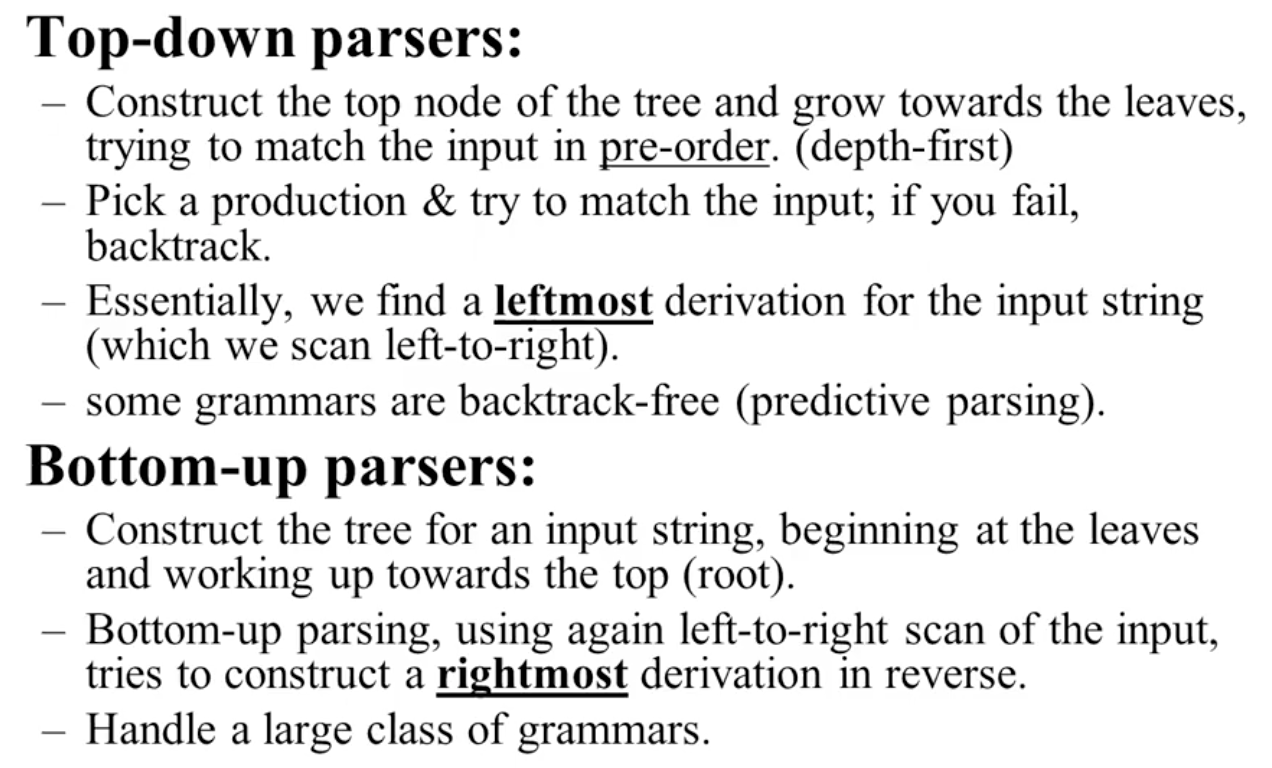 Top-down parsers:
– Construct the top node of the tree and grow towards the leaves,
trying to match the input in pre-order. (depth-first)
– Pick a production & try to match the input; if you fail,
backtrack.
– Essentially, we find a leftmost derivation for the input string
(which we scan left-to-right).
– some grammars are backtrack-free (predictive parsing).
Bottom-up parsers:
– Construct the tree for an input string, beginning at the leaves
and working up towards the top (root).
– Bottom-up parsing, using again left-to-right scan of the input,
tries to construct a rightmost derivation in reverse.
– Handle a large class of grammars.